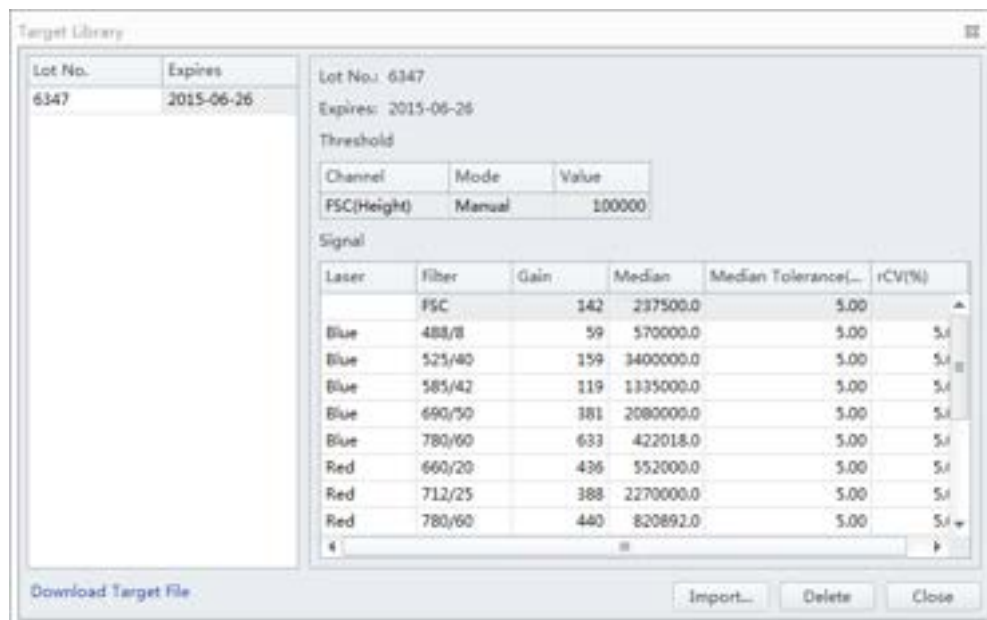 Target Library
Lot No. Expires
6347 2015-06-26
Lot No.: 6347
Expires: 2015-06-26
Threshold
Channel Mode Value
FSC(Height) Manual 100000
Signal
Laser Filter Gain Median Median Tolerance(... rCV(%)
FSC 142 237500.0 5.00
Blue 488/8 59 570000.0 5.00
Blue 525/40 159 3400000.0 5.00
Blue 585/42 119 1335000.0 5.00
Blue 690/50 381 2080000.0 5.00
Blue 780/60 633 422018.0 5.00
Red 660/20 436 552000.0 5.00
Red 712/25 388 2270000.0 5.00
Red 780/60 440 820892.0 5.00
Download Target File
Import... Delete Close